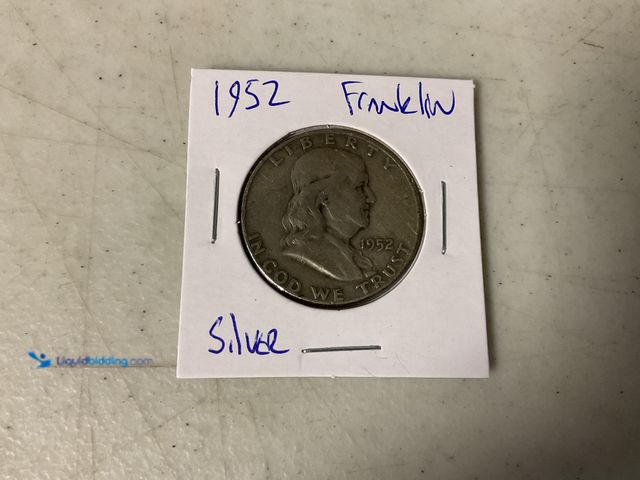 1952 Franklin
LIBERTY
1952
IN GOD WE TRUST
Silver
Liquidbidding.com